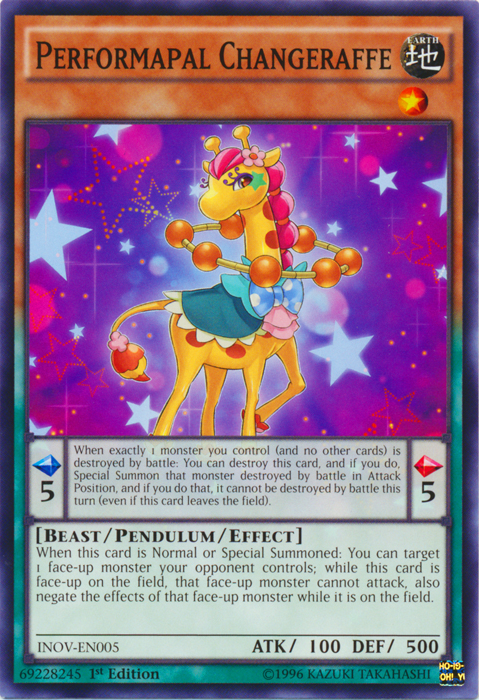 PERFORMAPAL CHANGERAFFE
EARTH
地
When exactly 1 monster you control (and no other cards) is
destroyed by battle: You can destroy this card, and if you do,
Special Summon that monster destroyed by battle in Attack
Position, and if you do that, it cannot be destroyed by battle this
turn (even if this card leaves the field).
5
5
[BEAST/PENDULUM/EFFECT]
When this card is Normal or Special Summoned: You can target
1 face-up monster your opponent controls; while this card is
face-up on the field, that face-up monster cannot attack, also
negate the effects of that face-up monster while it is on the field.
INOV-EN005
ATK/ 100 DEF/ 500
69228245 1st Edition
©1996 KAZUKI TAKAHASHI